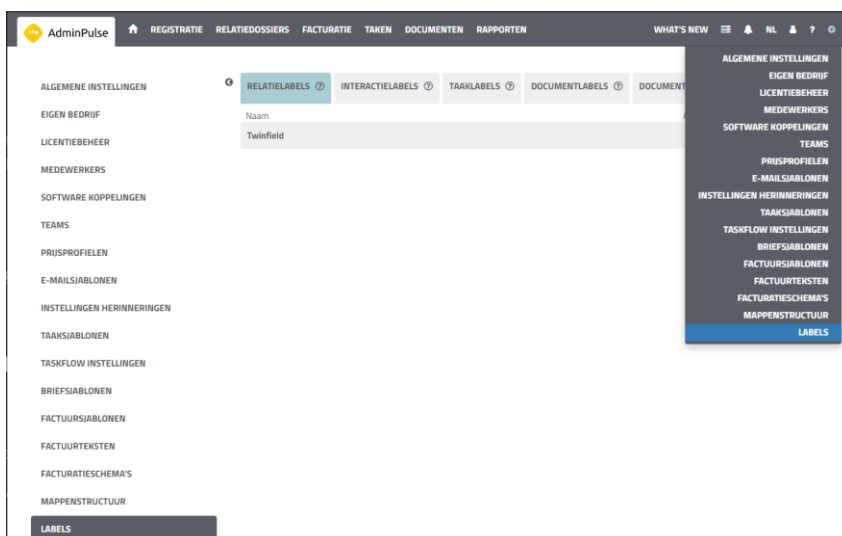 AdminPulse REGISTRATIE RELATIEDOSSIERS FACTURATIE TAKEN DOCUMENTEN RAPPORTEN WHAT'S NEW NL ?
ALGEMENE INSTELLINGEN
EIGEN BEDRIJF
LICENTIEBEHEER
MEDEWERKERS
SOFTWARE KOPPELINGEN
TEAMS
PRIJSPROFIELEN
E-MAILSJABLONEN
INSTELLINGEN HERINNERINGEN
TAAKSJABLONEN
TASKFLOW INSTELLINGEN
BRIEFSJABLONEN
FACTUURSJABLONEN
FACTUURTEKSTEN
FACTURATIESCHEMA'S
MAPPENSTRUCTUUR
LABELS
RELATIELABELS ? INTERACTIELABELS ? TAAKLABELS ? DOCUMENTLABELS ? DOCUMENT
Naam
Twinfield
ALGEMENE INSTELLINGEN
EIGEN BEDRIJF
LICENTIEBEHEER
MEDEWERKERS
SOFTWARE KOPPELINGEN
TEAMS
PRIJSPROFIELEN
E-MAILSJABLONEN
INSTELLINGEN HERINNERINGEN
TAAKSJABLONEN
TASKFLOW INSTELLINGEN
BRIEFSJABLONEN
FACTUURSJABLONEN
FACTUURTEKSTEN
FACTURATIESCHEMA'S
MAPPENSTRUCTUUR
LABELS